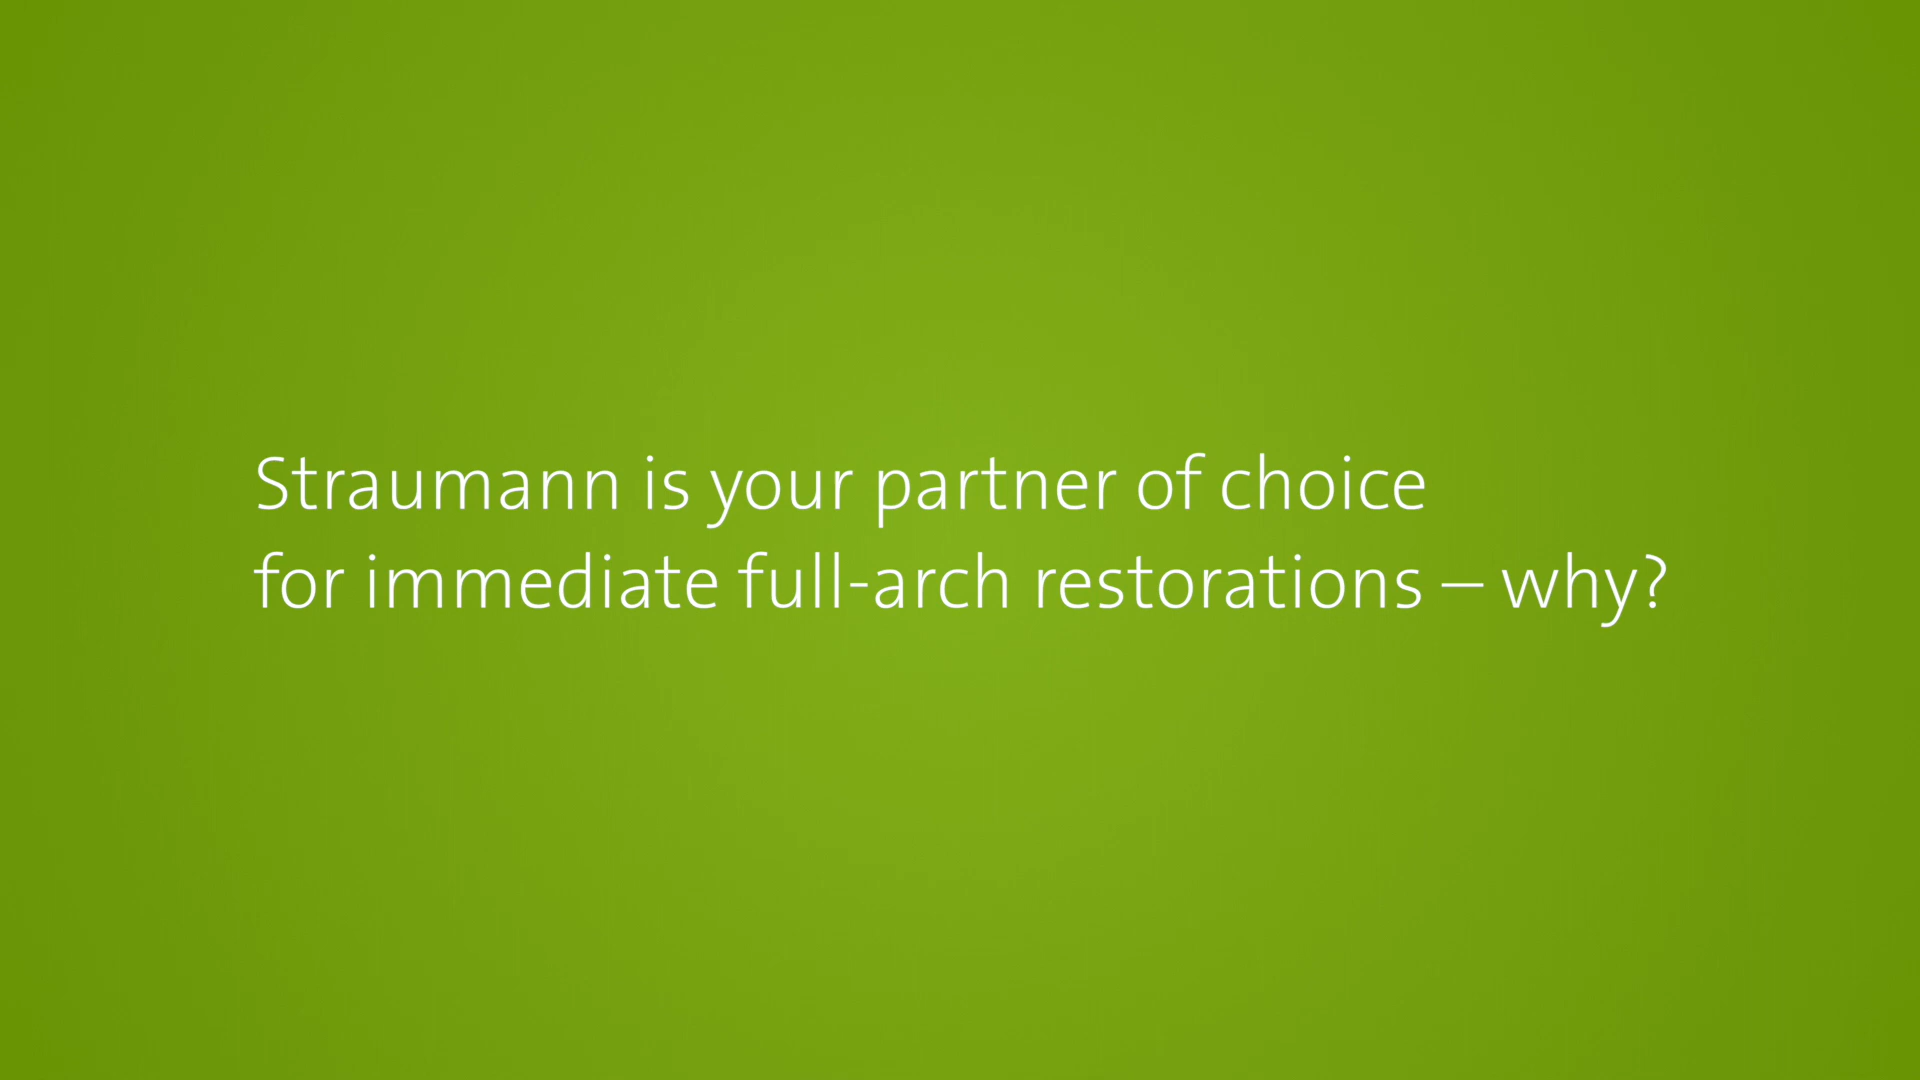 Straumann is your partner of choice
for immediate full-arch restorations – why?